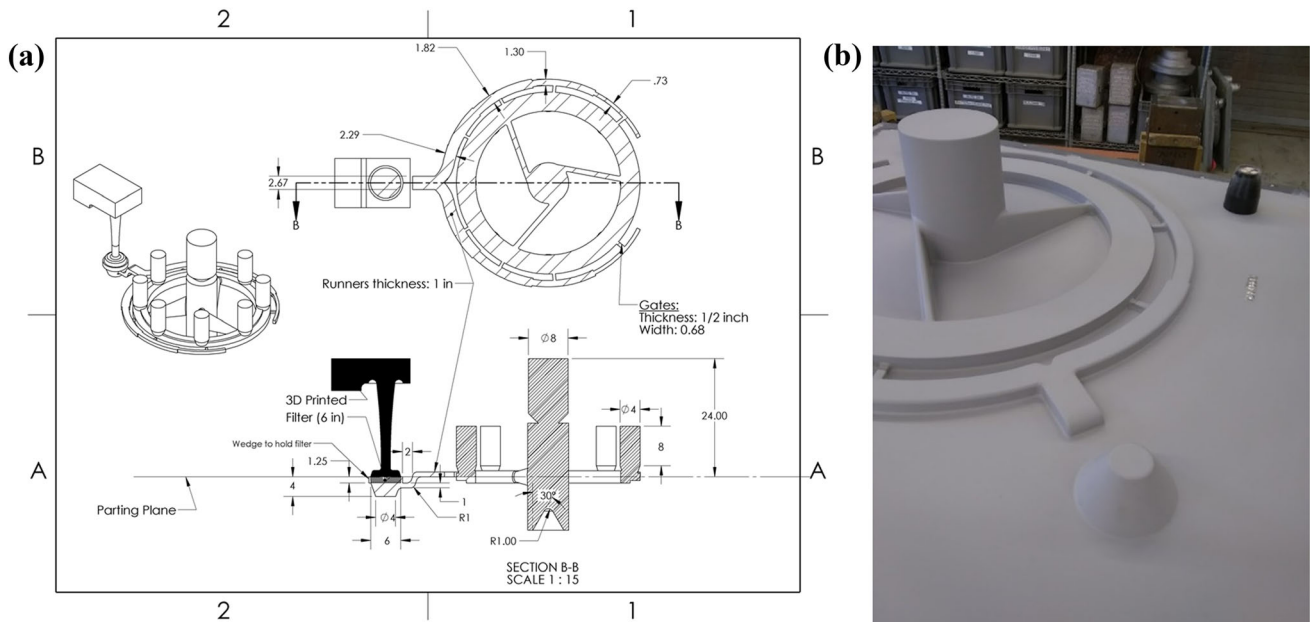 (a)
(b)
2
1
1.82
1.30
.73
2.29
B
B
2.67
B
B
Runners thickness: 1 in
Gates:
Thickness: 1/2 inch
Width: 0.68
Ø8
3D Printed
Filter (6 in)
Ø4
24.00
Wedge to hold filter
2
8
1.25
A
A
4
1
Parting Plane
30°
Ø4
R1
6
R1.00
SECTION B-B
SCALE 1 : 15
2
1